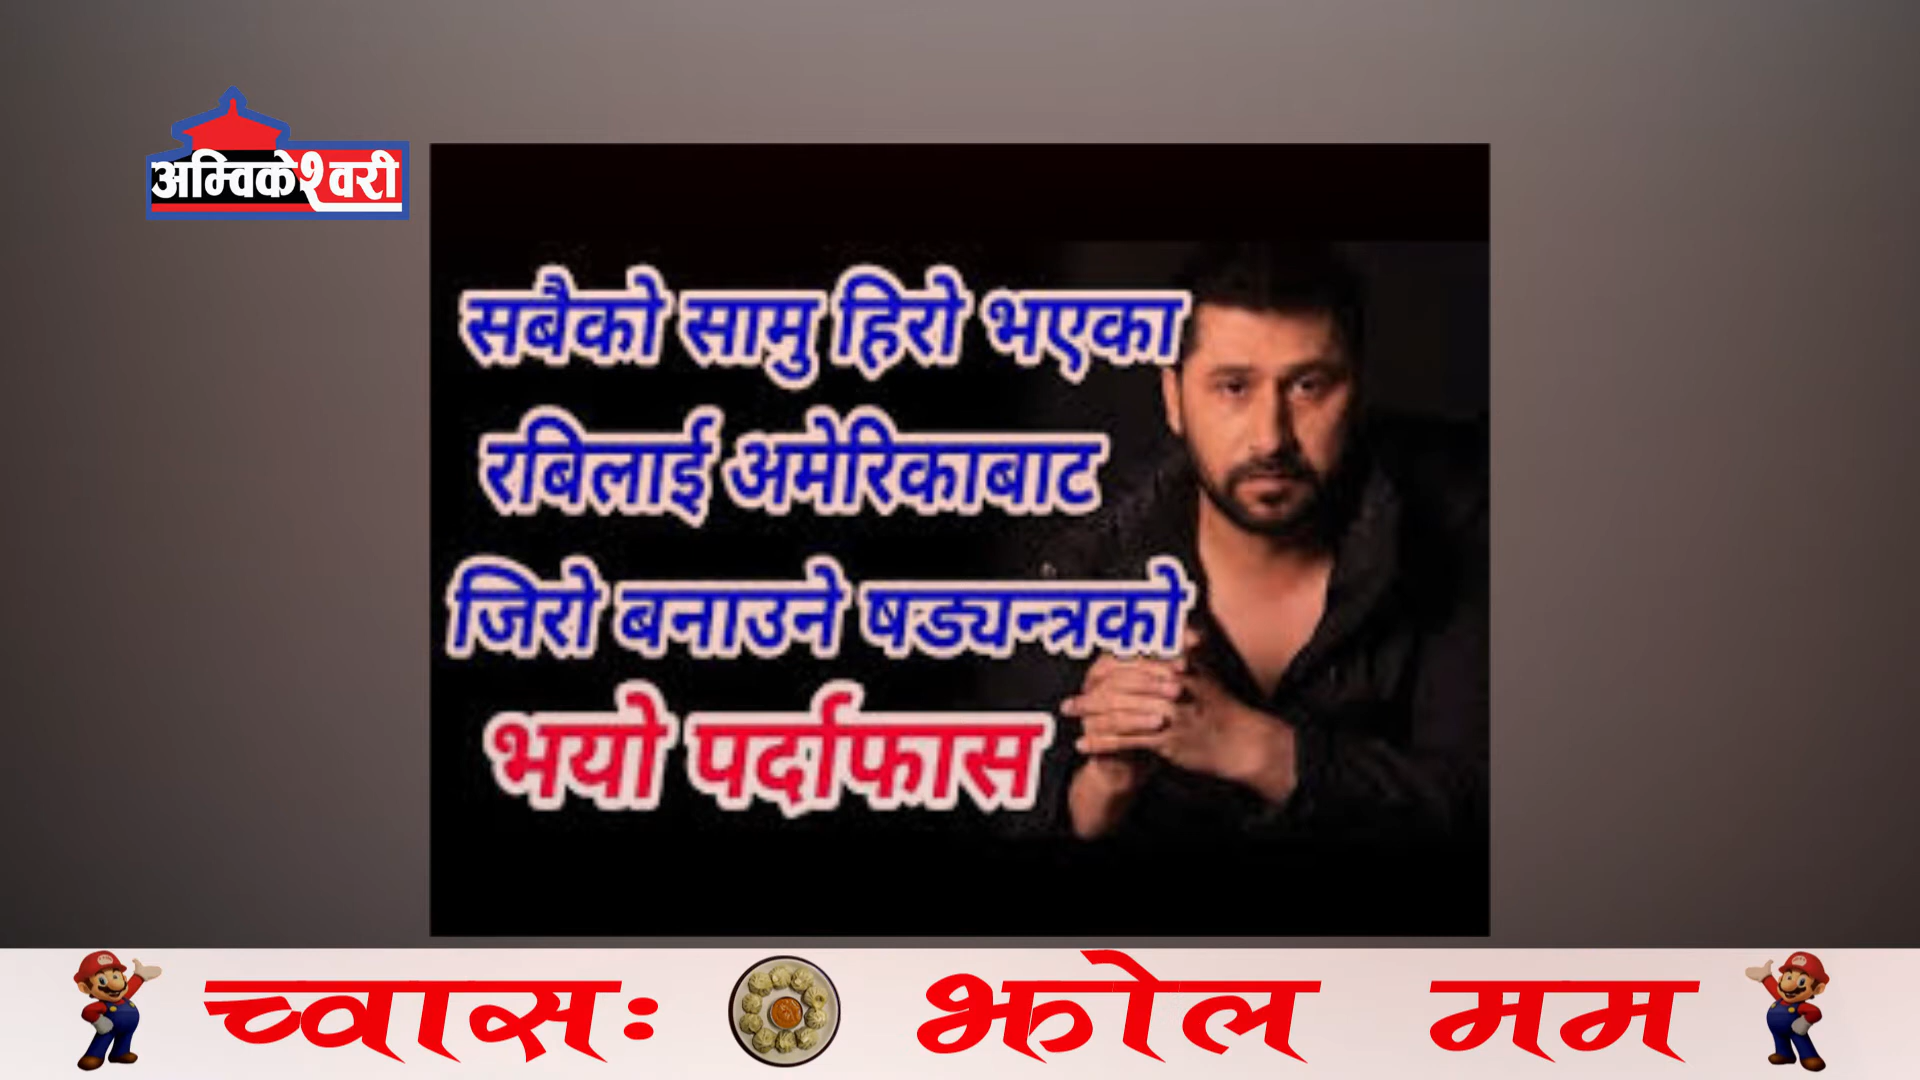 अम्विकेश्वरी
सबैको सामु हिरो भएका
रबिलाई अमेरिकाबाट
जिरो बनाउने षड्यन्त्रको
भयो पर्दाफास
च्वासः झोल मम